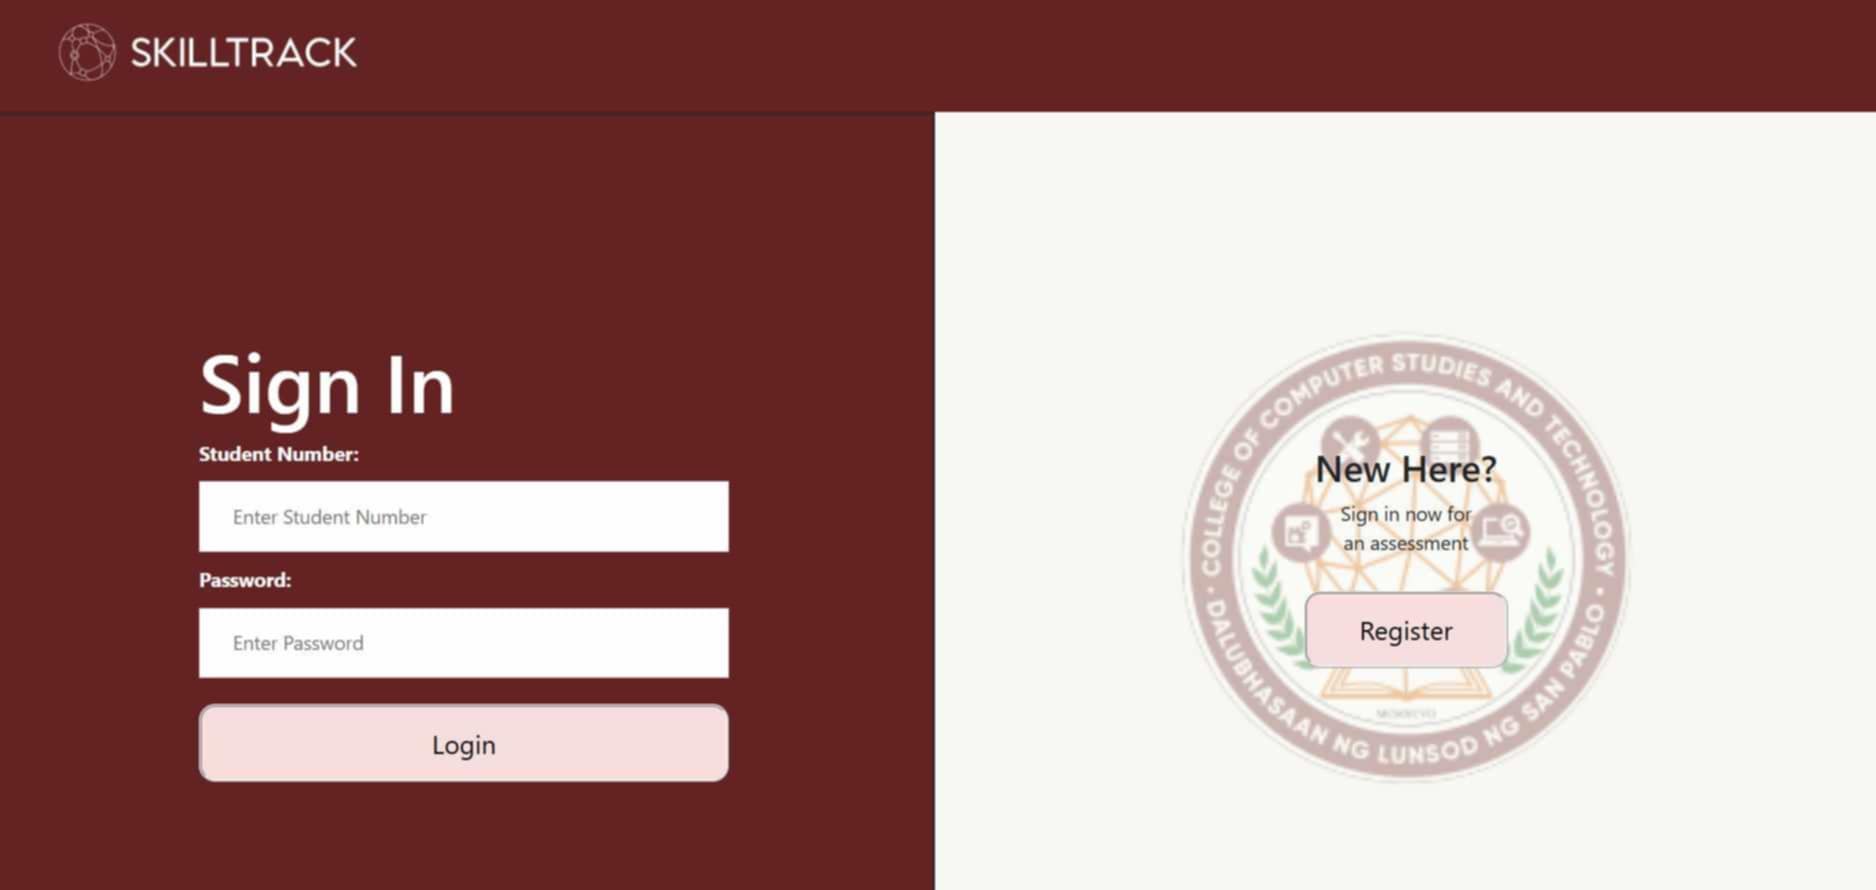 SKILLTRACK
Sign In
Student Number:
Enter Student Number
Password:
Enter Password
Login
COLLEGE OF COMPUTER STUDIES AND TECHNOLOGY
New Here?
Sign in now for
an assessment
Register
DALUBHASAAN NG LUNSOD NG SAN PABLO